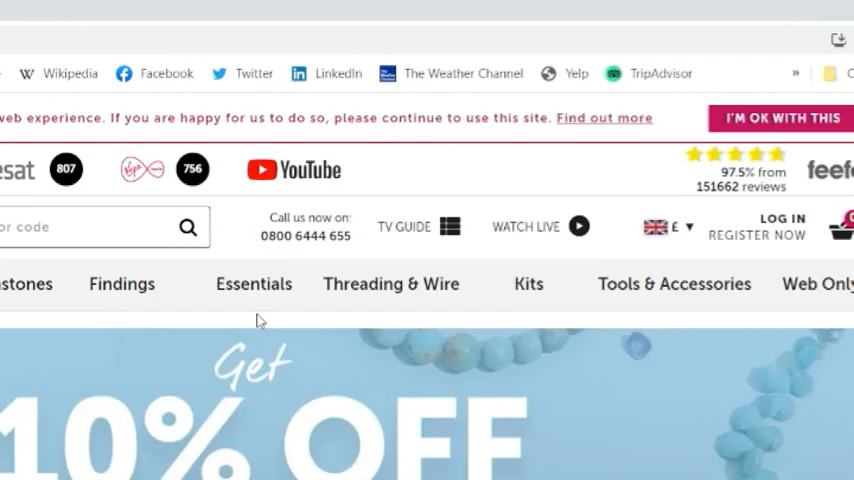 Wikipedia Facebook Twitter LinkedIn The Weather Channel Yelp TripAdvisor »
web experience. If you are happy for us to do so, please continue to use this site. Find out more I'M OK WITH THIS
esat 807 756 YouTube
97.5% from
151662 reviews
feefo
or code
Call us now on:
0800 6444 655
TV GUIDE
WATCH LIVE
£
LOG IN
REGISTER NOW
stones Findings Essentials Threading & Wire Kits Tools & Accessories Web Only
Get
10% OFF